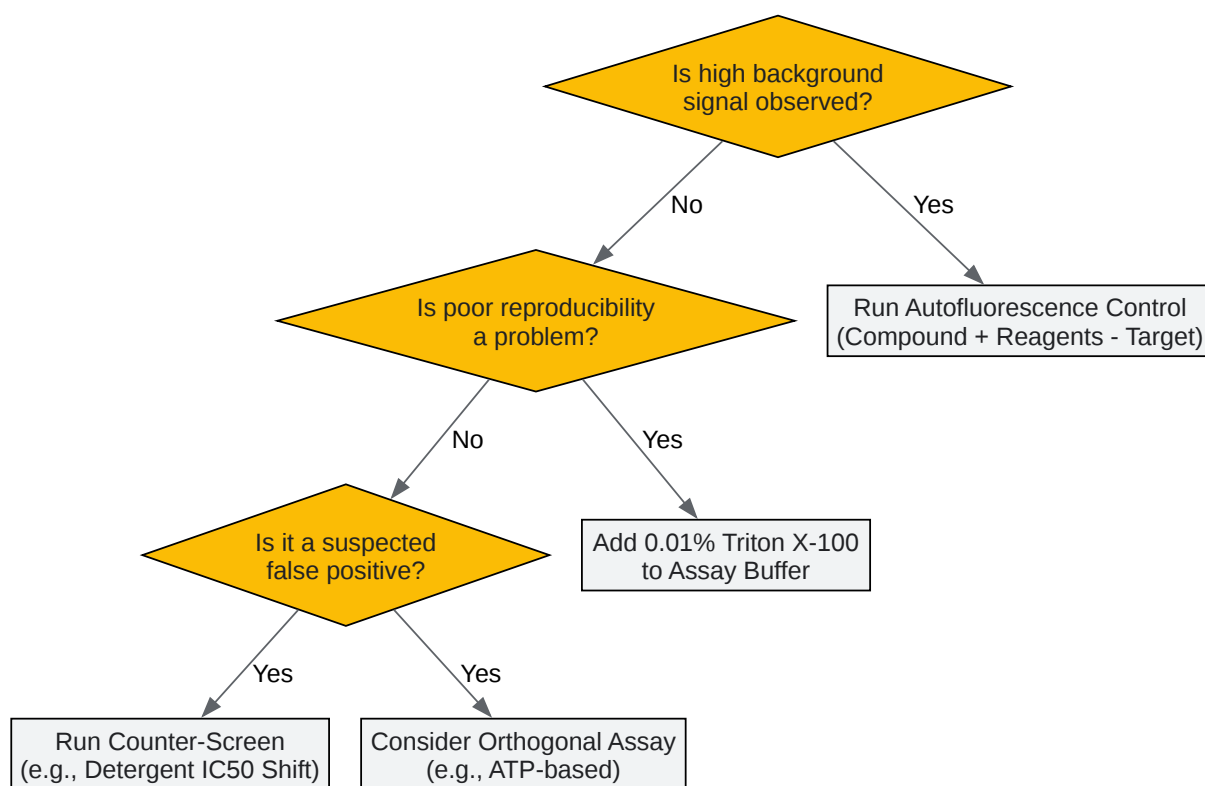 Is high background
signal observed?
No
Yes
Is poor reproducibility
a problem?
Run Autofluorescence Control
(Compound + Reagents - Target)
No
Yes
Is it a suspected
false positive?
Add 0.01% Triton X-100
to Assay Buffer
Yes
Yes
Run Counter-Screen
(e.g., Detergent IC50 Shift)
Consider Orthogonal Assay
(e.g., ATP-based)